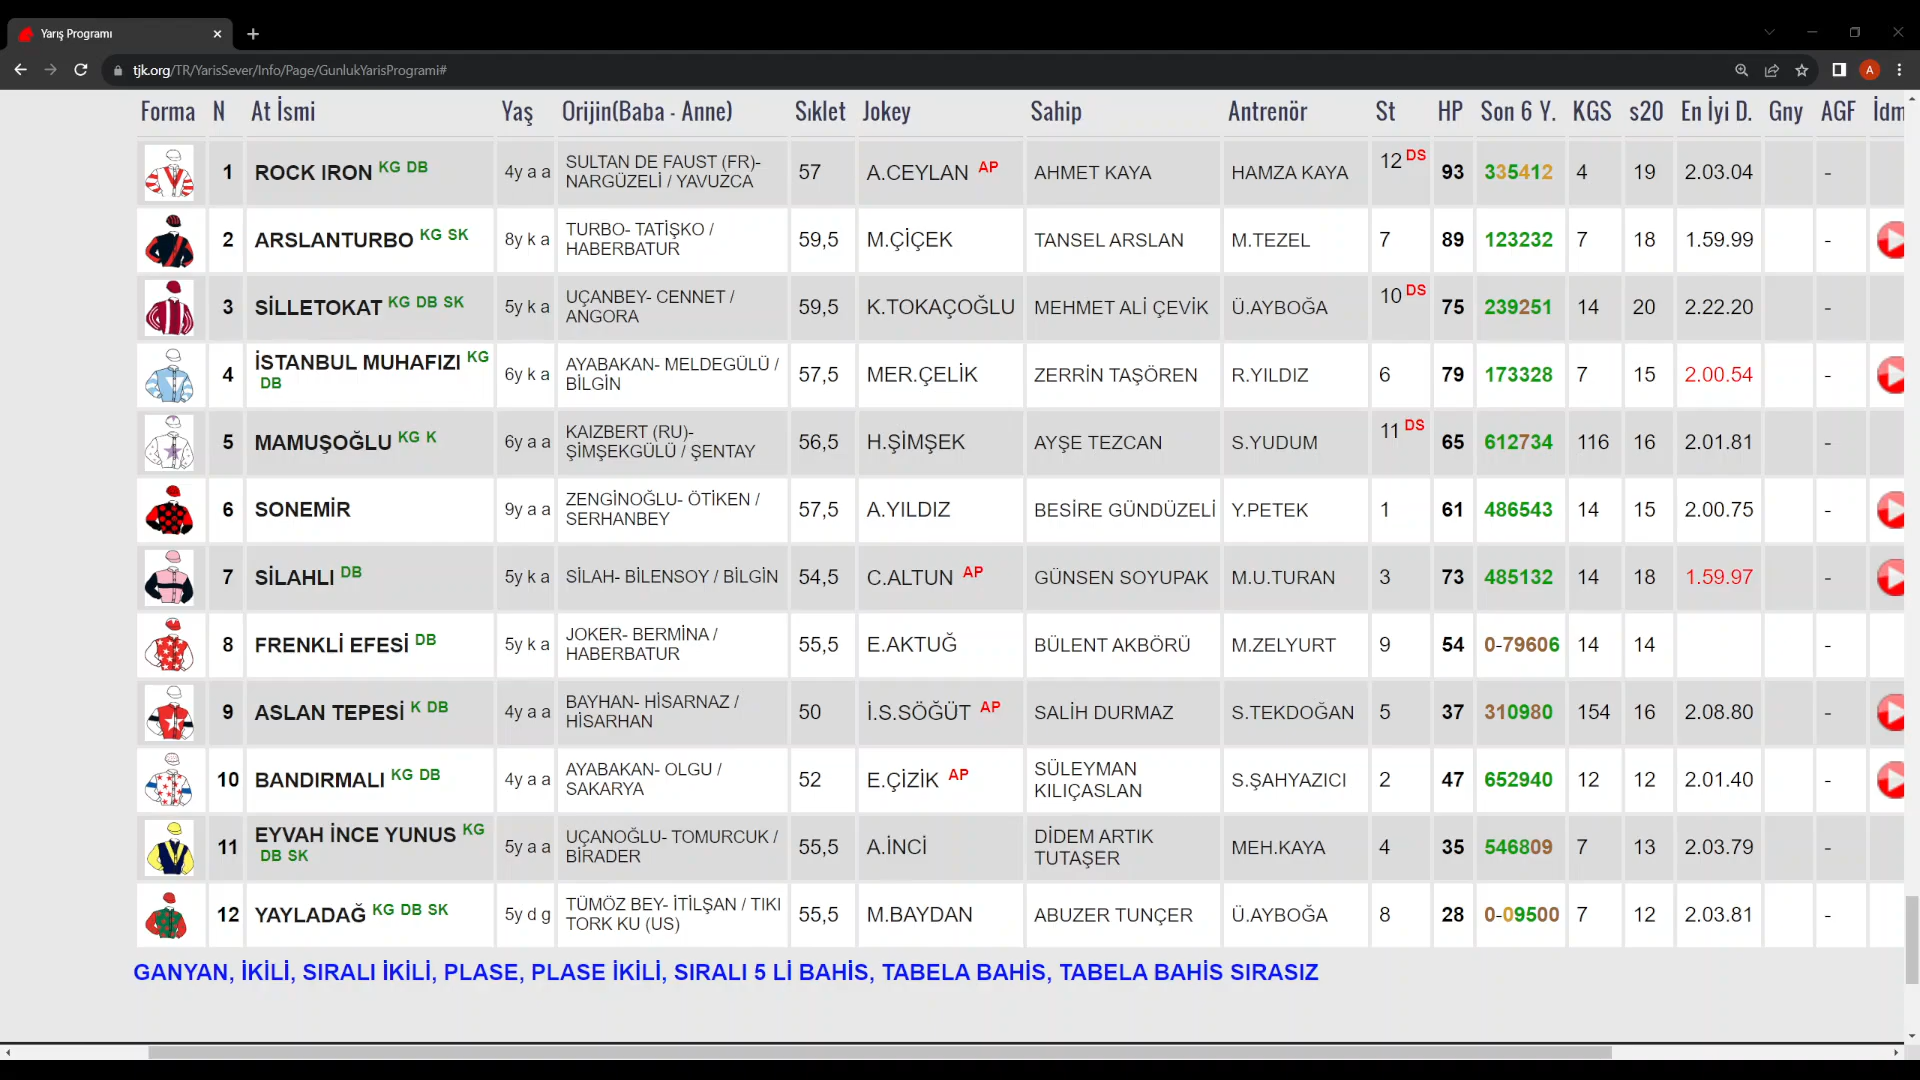 Yarış Programı
tjk.org/TR/YarisSever/Info/Page/GunlukYarisProgrami#
A
Forma N At İsmi Yaş Orijin(Baba - Anne) Sıklet Jokey Sahip Antrenör St HP Son 6 Y. KGS s20 En İyi D. Gny AGF İdm
1 ROCK IRON KG DB 4y a a SULTAN DE FAUST (FR)- NARGÜZELİ / YAVUZCA 57 A.CEYLAN AP AHMET KAYA HAMZA KAYA 12 DS 93 335412 4 19 2.03.04 -
2 ARSLANTURBO KG SK 8y k a TURBO- TATİŞKO / HABERBATUR 59,5 M.ÇİÇEK TANSEL ARSLAN M.TEZEL 7 89 123232 7 18 1.59.99 -
3 SİLLETOKAT KG DB SK 5y k a UÇANBEY- CENNET / ANGORA 59,5 K.TOKAÇOĞLU MEHMET ALİ ÇEVİK Ü.AYBOĞA 10 DS 75 239251 14 20 2.22.20 -
4 İSTANBUL MUHAFIZI KG DB 6y k a AYABAKAN- MELDEGÜLÜ / BİLGİN 57,5 MER.ÇELİK ZERRİN TAŞÖREN R.YILDIZ 6 79 173328 7 15 2.00.54 -
5 MAMUŞOĞLU KG K 6y a a KAIZBERT (RU)- ŞİMŞEKGÜLÜ / ŞENTAY 56,5 H.ŞİMŞEK AYŞE TEZCAN S.YUDUM 11 DS 65 612734 116 16 2.01.81 -
6 SONEMİR 9y a a ZENGİNOĞLU- ÖTİKEN / SERHANBEY 57,5 A.YILDIZ BESİRE GÜNDÜZELİ Y.PETEK 1 61 486543 14 15 2.00.75 -
7 SİLAHLI DB 5y k a SİLAH- BİLENSOY / BİLGİN 54,5 C.ALTUN AP GÜNSEN SOYUPAK M.U.TURAN 3 73 485132 14 18 1.59.97 -
8 FRENKLİ EFESİ DB 5y k a JOKER- BERMİNA / HABERBATUR 55,5 E.AKTUĞ BÜLENT AKBÖRÜ M.ZELYURT 9 54 0-79606 14 14 -
9 ASLAN TEPESİ K DB 4y a a BAYHAN- HİSARNAZ / HİSARHAN 50 İ.S.SÖĞÜT AP SALİH DURMAZ S.TEKDOĞAN 5 37 310980 154 16 2.08.80 -
10 BANDIRMALI KG DB 4y a a AYABAKAN- OLGU / SAKARYA 52 E.ÇİZİK AP SÜLEYMAN KILIÇASLAN S.ŞAHYAZICI 2 47 652940 12 12 2.01.40 -
11 EYVAH İNCE YUNUS KG DB SK 5y a a UÇANOĞLU- TOMURCUK / BİRADER 55,5 A.İNCİ DİDEM ARTIK TUTAŞER MEH.KAYA 4 35 546809 7 13 2.03.79 -
12 YAYLADAĞ KG DB SK 5y d g TÜMÖZ BEY- İTİLŞAN / TIKI TORK KU (US) 55,5 M.BAYDAN ABUZER TUNÇER Ü.AYBOĞA 8 28 0-09500 7 12 2.03.81 -
GANYAN, İKİLİ, SIRALI İKİLİ, PLASE, PLASE İKİLİ, SIRALI 5 Lİ BAHİS, TABELA BAHİS, TABELA BAHİS SIRASIZ